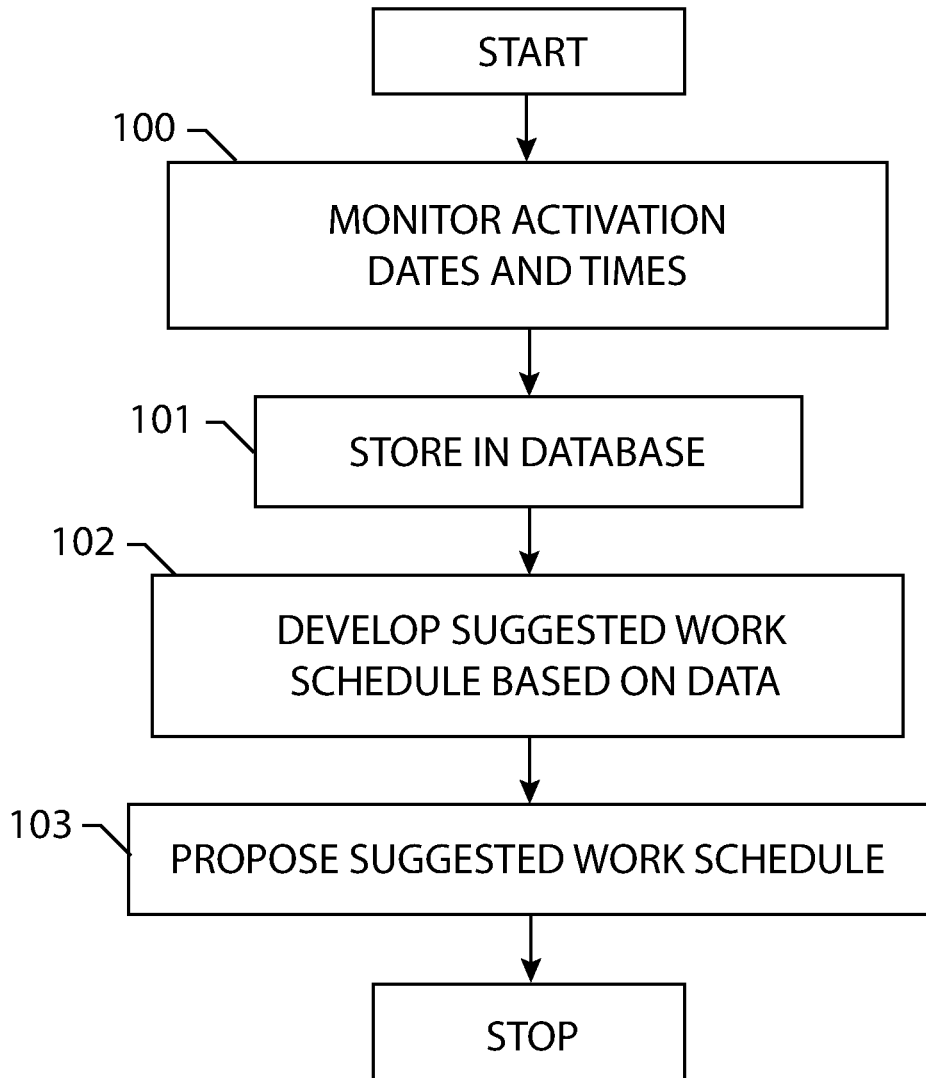 START
100
MONITOR ACTIVATION
DATES AND TIMES
101
STORE IN DATABASE
102
DEVELOP SUGGESTED WORK
SCHEDULE BASED ON DATA
103
PROPOSE SUGGESTED WORK SCHEDULE
STOP